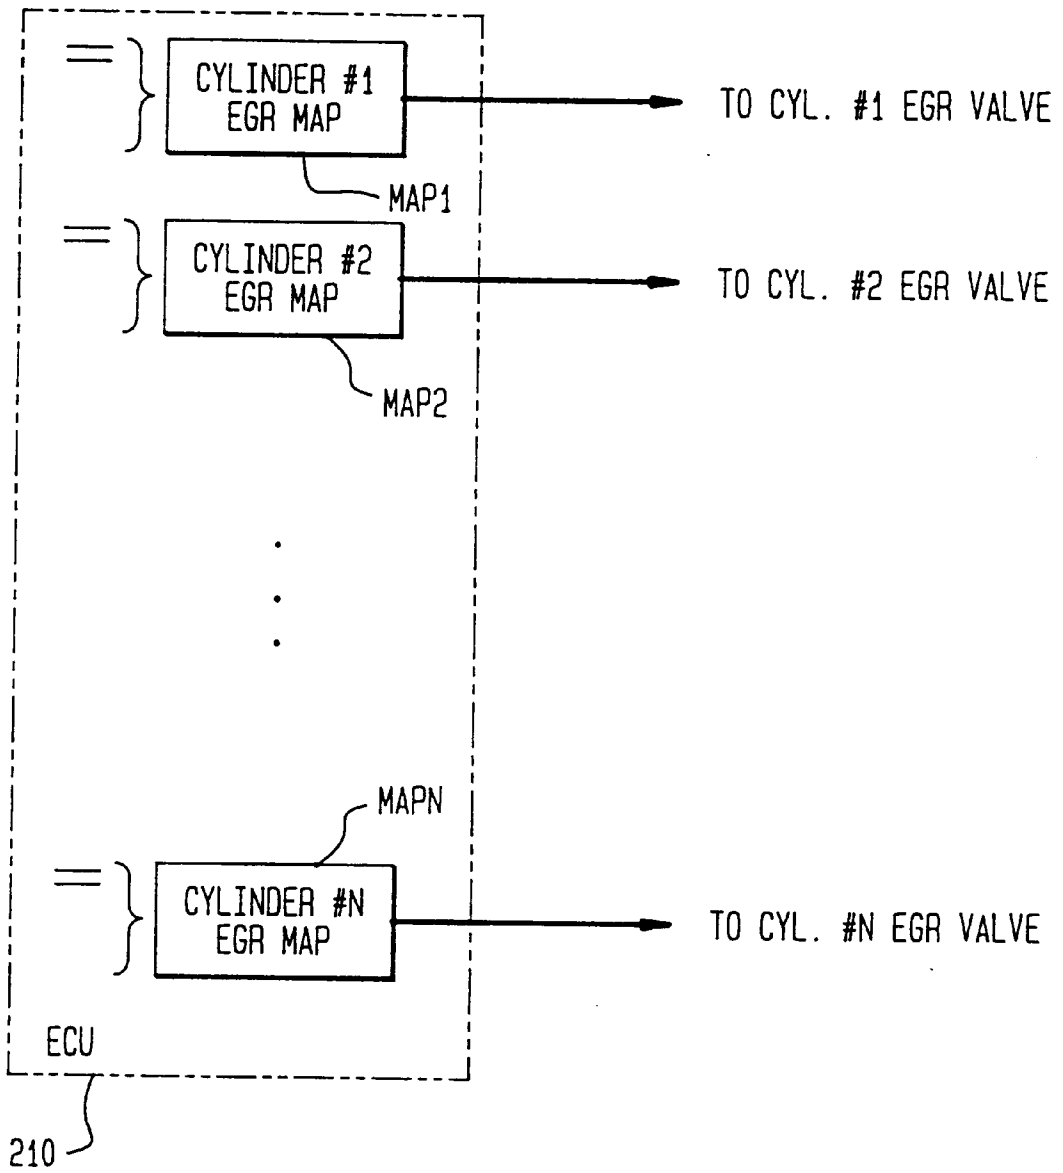 CYLINDER #1
EGR MAP
TO CYL. #1 EGR VALVE
MAP1
CYLINDER #2
EGR MAP
TO CYL. #2 EGR VALVE
MAP2
MAPN
CYLINDER #N
EGR MAP
TO CYL. #N EGR VALVE
ECU
210